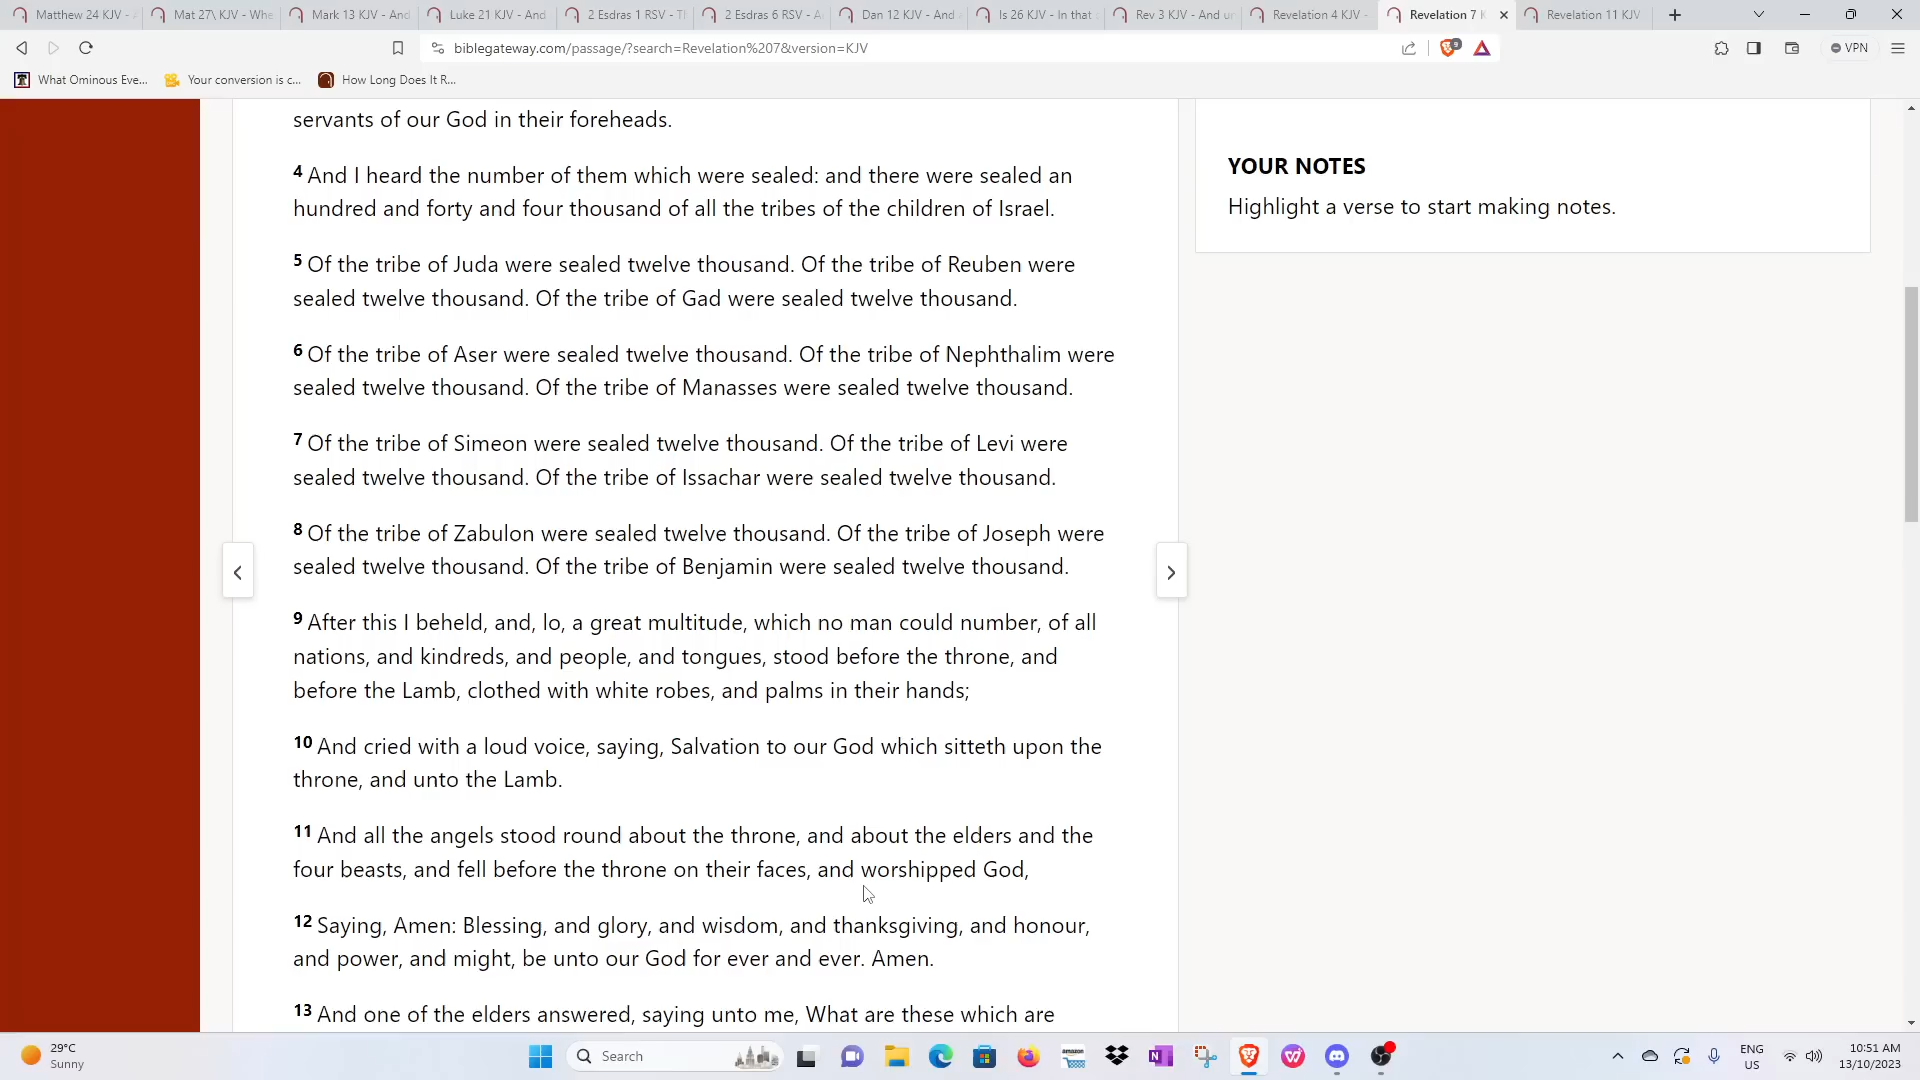 Matthew 24 KJV - A
Mat 27\ KJV - Whe
Mark 13 KJV - And
Luke 21 KJV - And
2 Esdras 1 RSV - T
2 Esdras 6 RSV - A
Dan 12 KJV - And a
Is 26 KJV - In that
Rev 3 KJV - And un
Revelation 4 KJV -
Revelation 7 K
Revelation 11 KJV
biblegateway.com/passage/?search=Revelation%207&version=KJV
9
VPN
What Ominous Eve...
Your conversion is c...
How Long Does It R...
servants of our God in their foreheads.
4 And I heard the number of them which were sealed: and there were sealed an
hundred and forty and four thousand of all the tribes of the children of Israel.
5 Of the tribe of Juda were sealed twelve thousand. Of the tribe of Reuben were
sealed twelve thousand. Of the tribe of Gad were sealed twelve thousand.
6 Of the tribe of Aser were sealed twelve thousand. Of the tribe of Nephthalim were
sealed twelve thousand. Of the tribe of Manasses were sealed twelve thousand.
7 Of the tribe of Simeon were sealed twelve thousand. Of the tribe of Levi were
sealed twelve thousand. Of the tribe of Issachar were sealed twelve thousand.
8 Of the tribe of Zabulon were sealed twelve thousand. Of the tribe of Joseph were
sealed twelve thousand. Of the tribe of Benjamin were sealed twelve thousand.
9 After this I beheld, and, lo, a great multitude, which no man could number, of all
nations, and kindreds, and people, and tongues, stood before the throne, and
before the Lamb, clothed with white robes, and palms in their hands;
10 And cried with a loud voice, saying, Salvation to our God which sitteth upon the
throne, and unto the Lamb.
11 And all the angels stood round about the throne, and about the elders and the
four beasts, and fell before the throne on their faces, and worshipped God,
12 Saying, Amen: Blessing, and glory, and wisdom, and thanksgiving, and honour,
and power, and might, be unto our God for ever and ever. Amen.
13 And one of the elders answered, saying unto me, What are these which are
YOUR NOTES
Highlight a verse to start making notes.
29°C
Sunny
Search
amazon
ENG
US
10:51 AM
13/10/2023